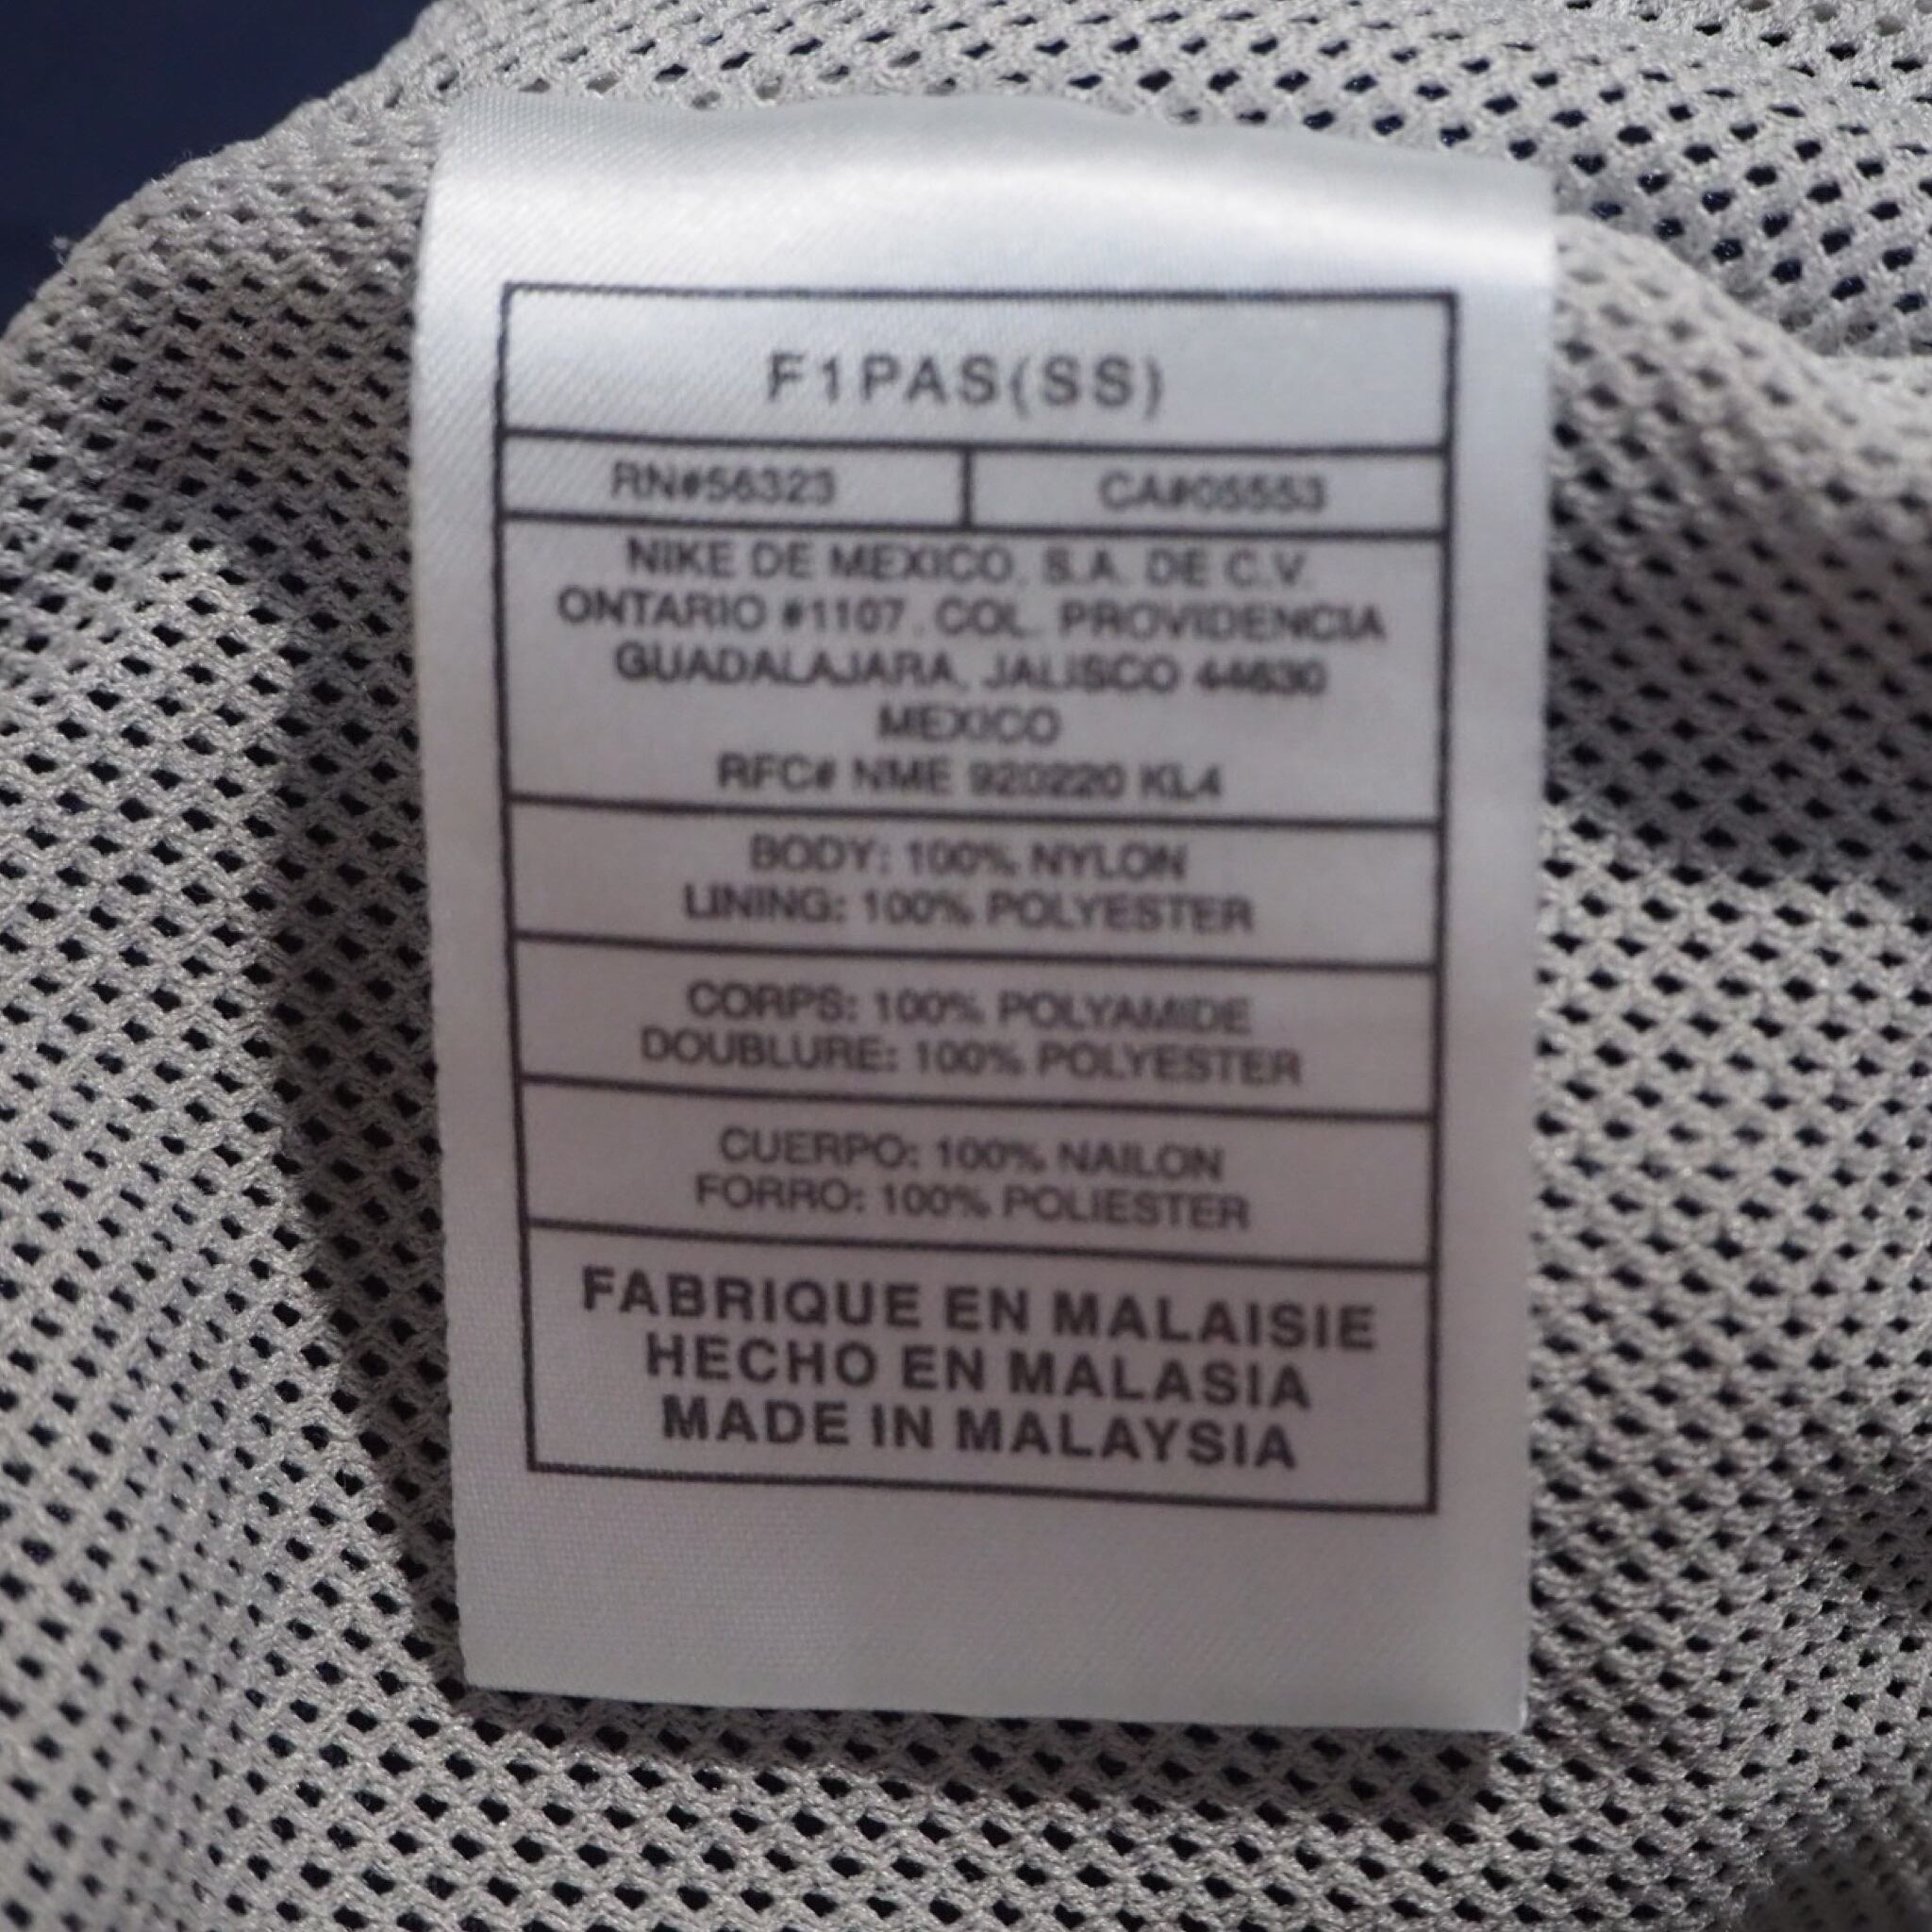 F1PAS(SS)
RN#56323 CA#05553
NIKE DE MEXICO, S.A. DE C.V.
ONTARIO #1107, COL. PROVIDENCIA
GUADALAJARA, JALISCO 44630
MEXICO
RFC# NME 920220 KL4
BODY: 100% NYLON
LINING: 100% POLYESTER
CORPS: 100% POLYAMIDE
DOUBLURE: 100% POLYESTER
CUERPO: 100% NAILON
FORRO: 100% POLIESTER
FABRIQUE EN MALAISIE
HECHO EN MALASIA
MADE IN MALAYSIA